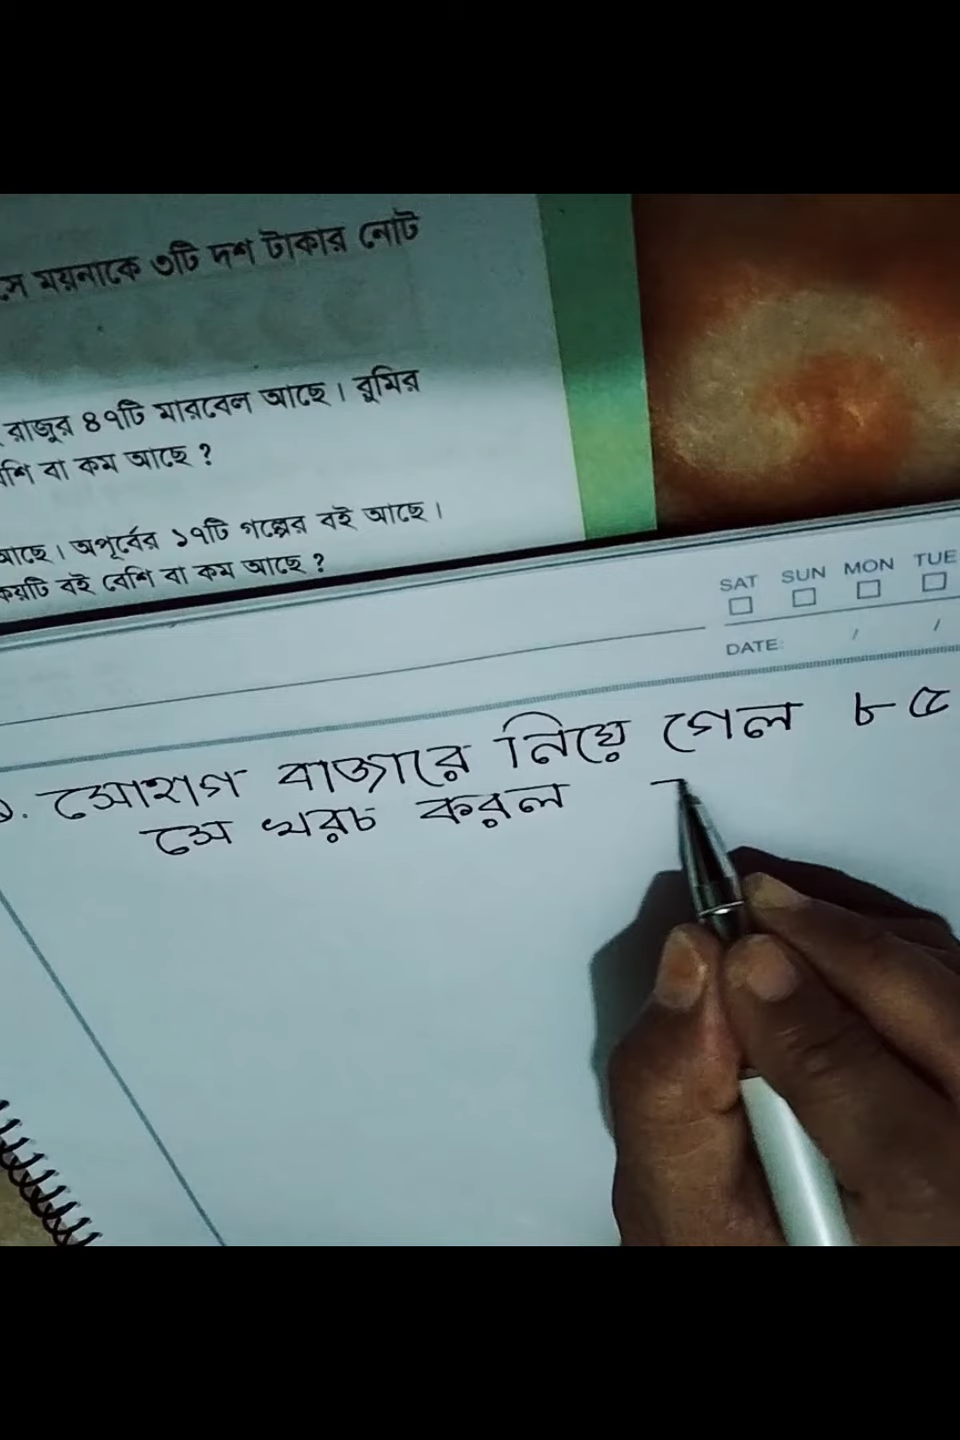 স ময়নাকে ৩টি দশ টাকার নোট
রাজুর ৪৭টি মারবেল আছে। রুমির
শি বা কম আছে?
আছে। অপূর্বের ১৭টি গল্পের বই আছে।
কয়টি বই বেশি বা কম আছে?
SAT SUN MON TUE
DATE: / /
সোহাগ বাজারে নিয়ে গেল ৮৫
সে খরচ করল